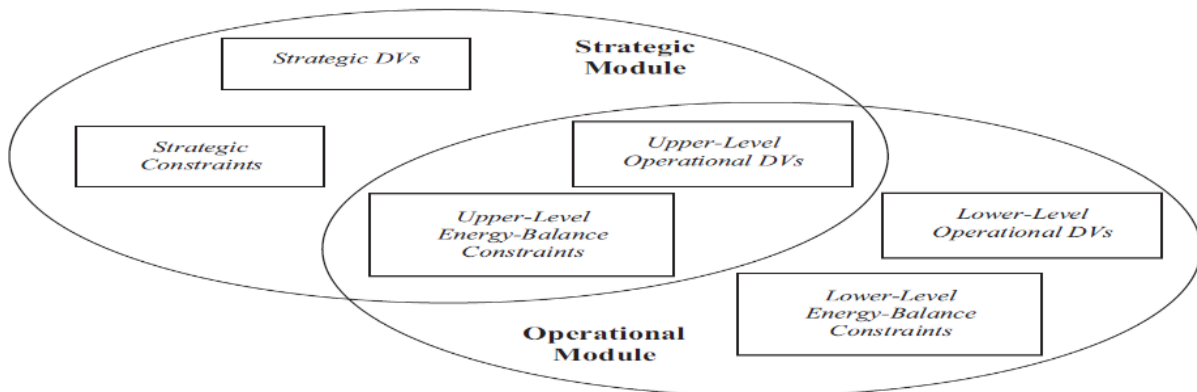 Strategic DVs
Strategic
Module
Strategic
Constraints
Upper-Level
Operational DVs
Upper-Level
Energy-Balance
Constraints
Lower-Level
Operational DVs
Lower-Level
Energy-Balance
Constraints
Operational
Module